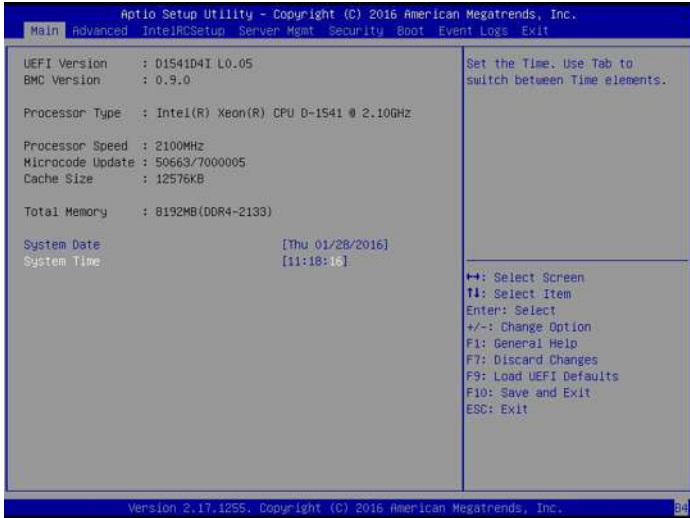 Aptio Setup Utility – Copyright (C) 2016 American Megatrends, Inc.
Main Advanced IntelRCSetup Server Mgmt Security Boot Event Logs Exit
UEFI Version : D1541D4I L0.05
BMC Version : 0.9.0
Processor Type : Intel(R) Xeon(R) CPU D-1541 @ 2.10GHz
Processor Speed : 2100MHz
Microcode Update : 50663/7000005
Cache Size : 12576KB
Total Memory : 8192MB(DDR4-2133)
System Date [Thu 01/28/2016]
System Time [11:18:16]
Set the Time. Use Tab to
switch between Time elements.
↔: Select Screen
↑↓: Select Item
Enter: Select
+/-: Change Option
F1: General Help
F7: Discard Changes
F9: Load UEFI Defaults
F10: Save and Exit
ESC: Exit
Version 2.17.1255. Copyright (C) 2016 American Megatrends, Inc.
B4